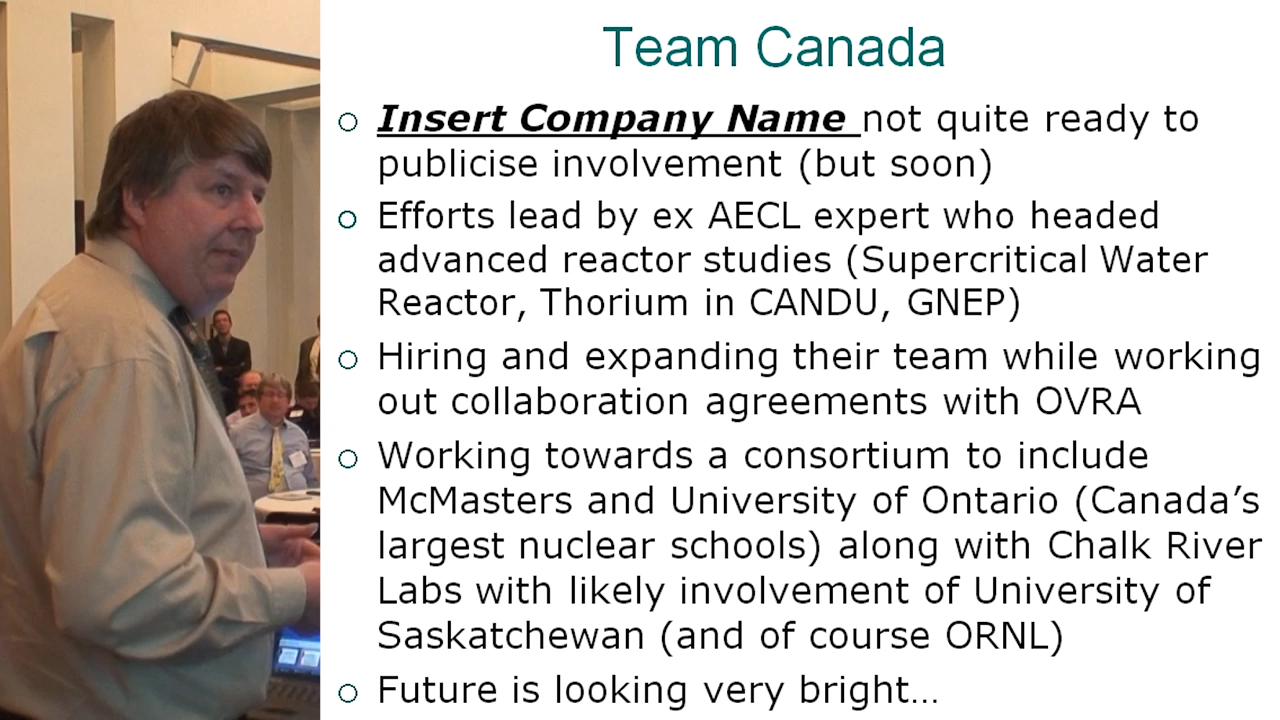 Team Canada
Insert Company Name not quite ready to
publicise involvement (but soon)
Efforts lead by ex AECL expert who headed
advanced reactor studies (Supercritical Water
Reactor, Thorium in CANDU, GNEP)
Hiring and expanding their team while working
out collaboration agreements with OVRA
Working towards a consortium to include
McMasters and University of Ontario (Canada’s
largest nuclear schools) along with Chalk River
Labs with likely involvement of University of
Saskatchewan (and of course ORNL)
Future is looking very bright…